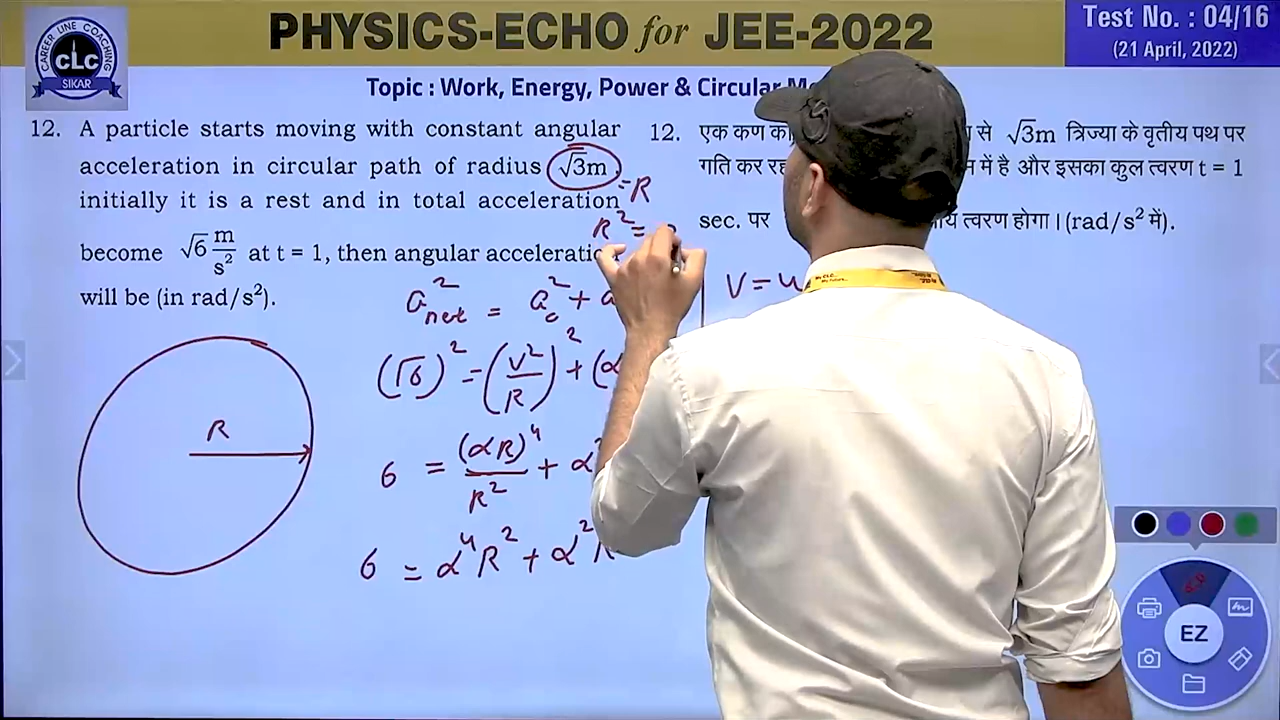 CAREER LINE COACHING
CLC
SIKAR
PHYSICS-ECHO for JEE-2022
Test No. : 04/16
(21 April, 2022)
Topic : Work, Energy, Power & Circular
12. A particle starts moving with constant angular
acceleration in circular path of radius √3m.
initially it is a rest and in total acceleration
become √6 m/s² at t = 1, then angular acceleration
will be (in rad/s²).
12. एक कण को से √3m त्रिज्या के वृतीय पथ पर
गति कर में है और इसका कुल त्वरण t = 1
sec. पर त्वरण होगा। (rad/s² में).
= R
R² =
V = u
a²net = a²c +
(√6)² = (V²/R)² + (α
6 = (αR)⁴/R² + α²
6 = α⁴R² + α²
R
EZ